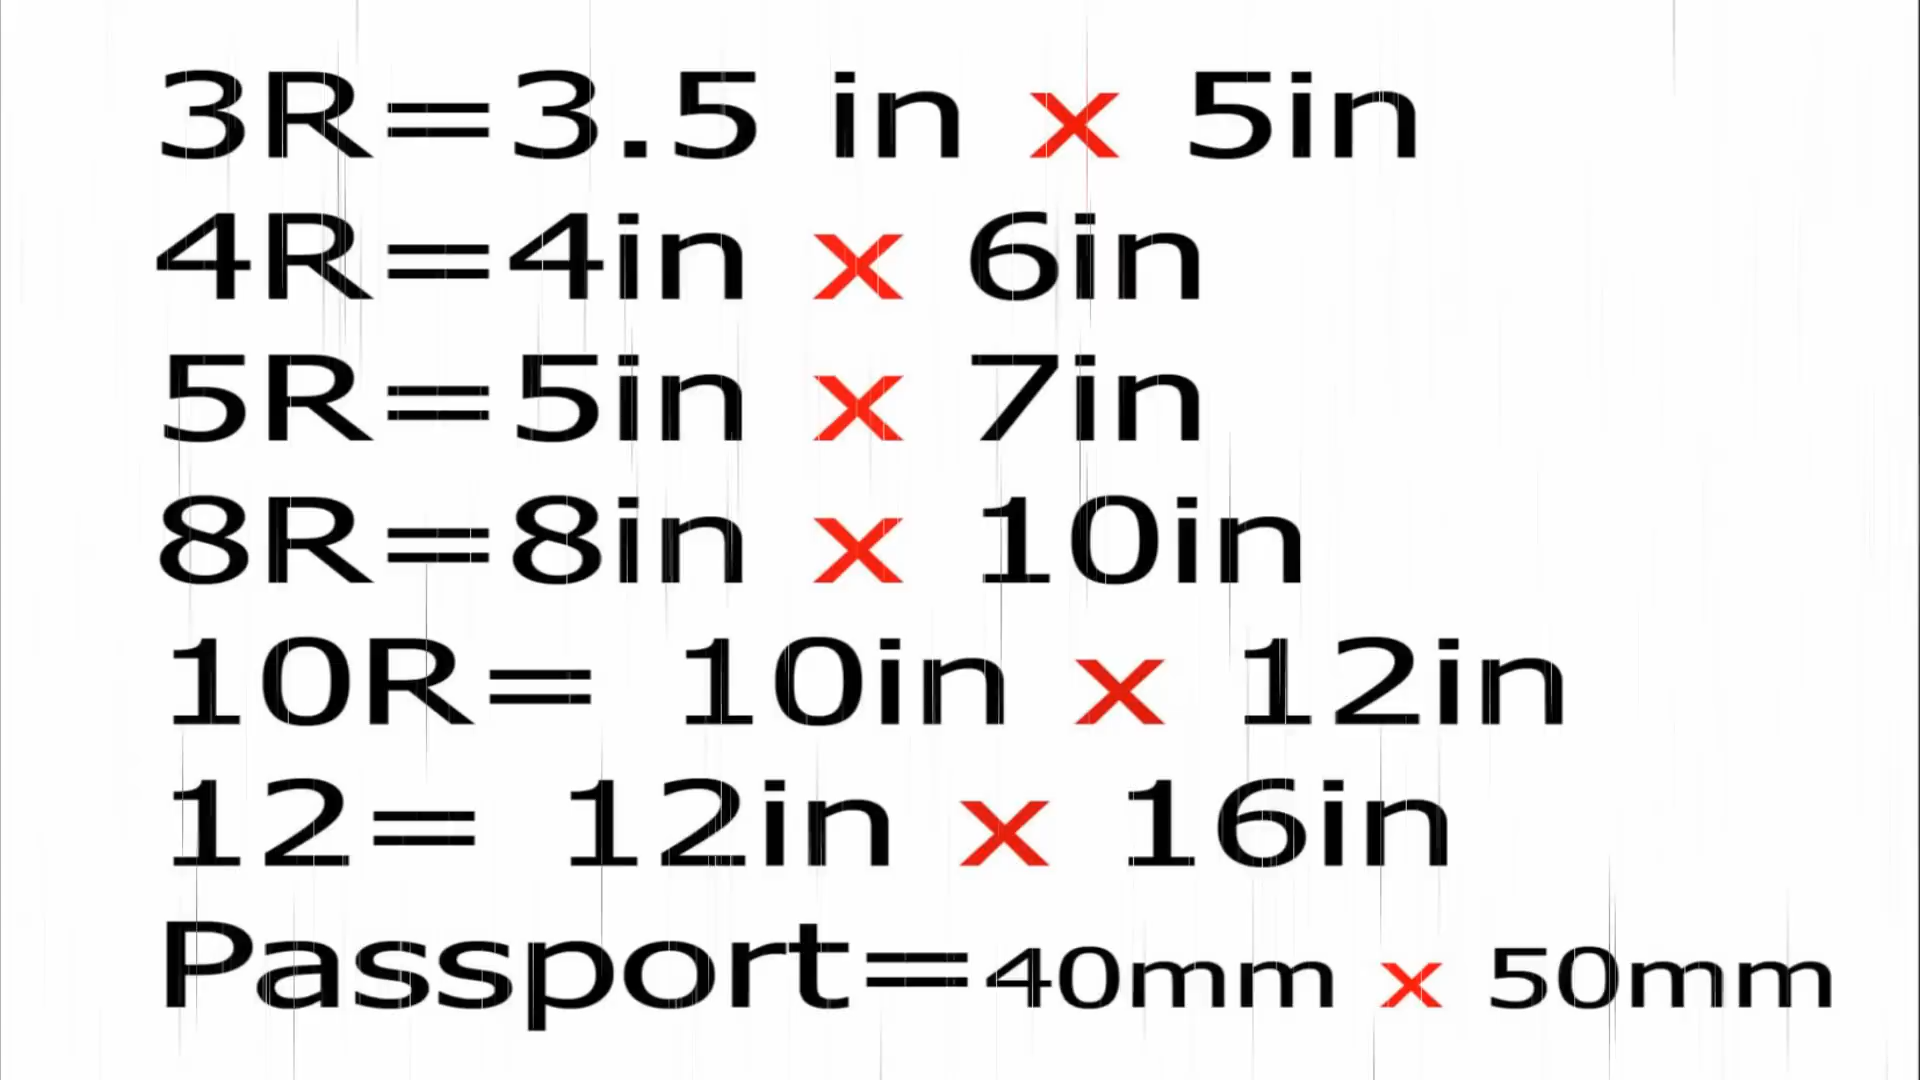 3R=3.5 in x 5in
4R=4in x 6in
5R=5in x 7in
8R=8in x 10in
10R= 10in x 12in
12= 12in x 16in
Passport=40mm x 50mm